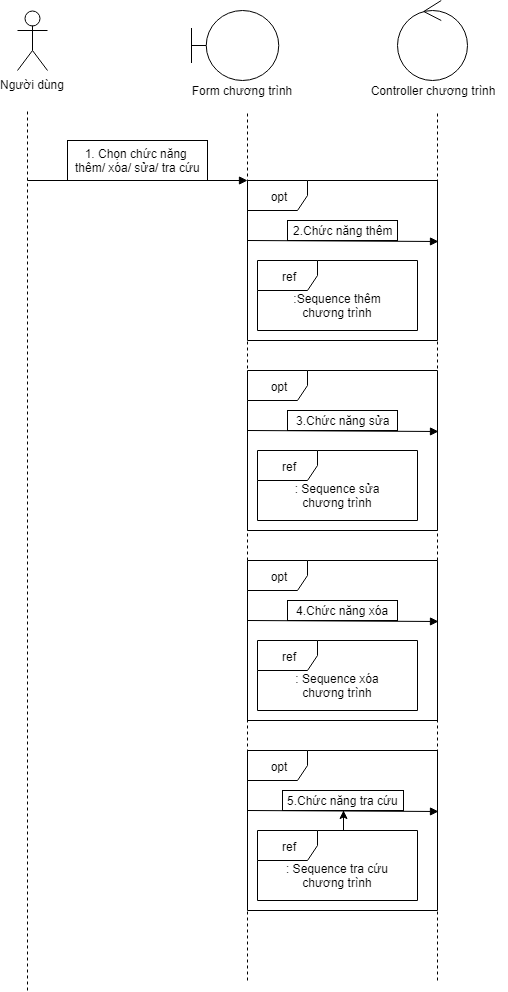 Người dùng
Form chương trình
Controller chương trình
1. Chọn chức năng
thêm/ xóa/ sửa/ tra cứu
opt
2.Chức năng thêm
ref
:Sequence thêm
chương trình
opt
3.Chức năng sửa
ref
: Sequence sửa
chương trình
opt
4.Chức năng xóa
ref
: Sequence xóa
chương trình
opt
5.Chức năng tra cứu
ref
: Sequence tra cứu
chương trình